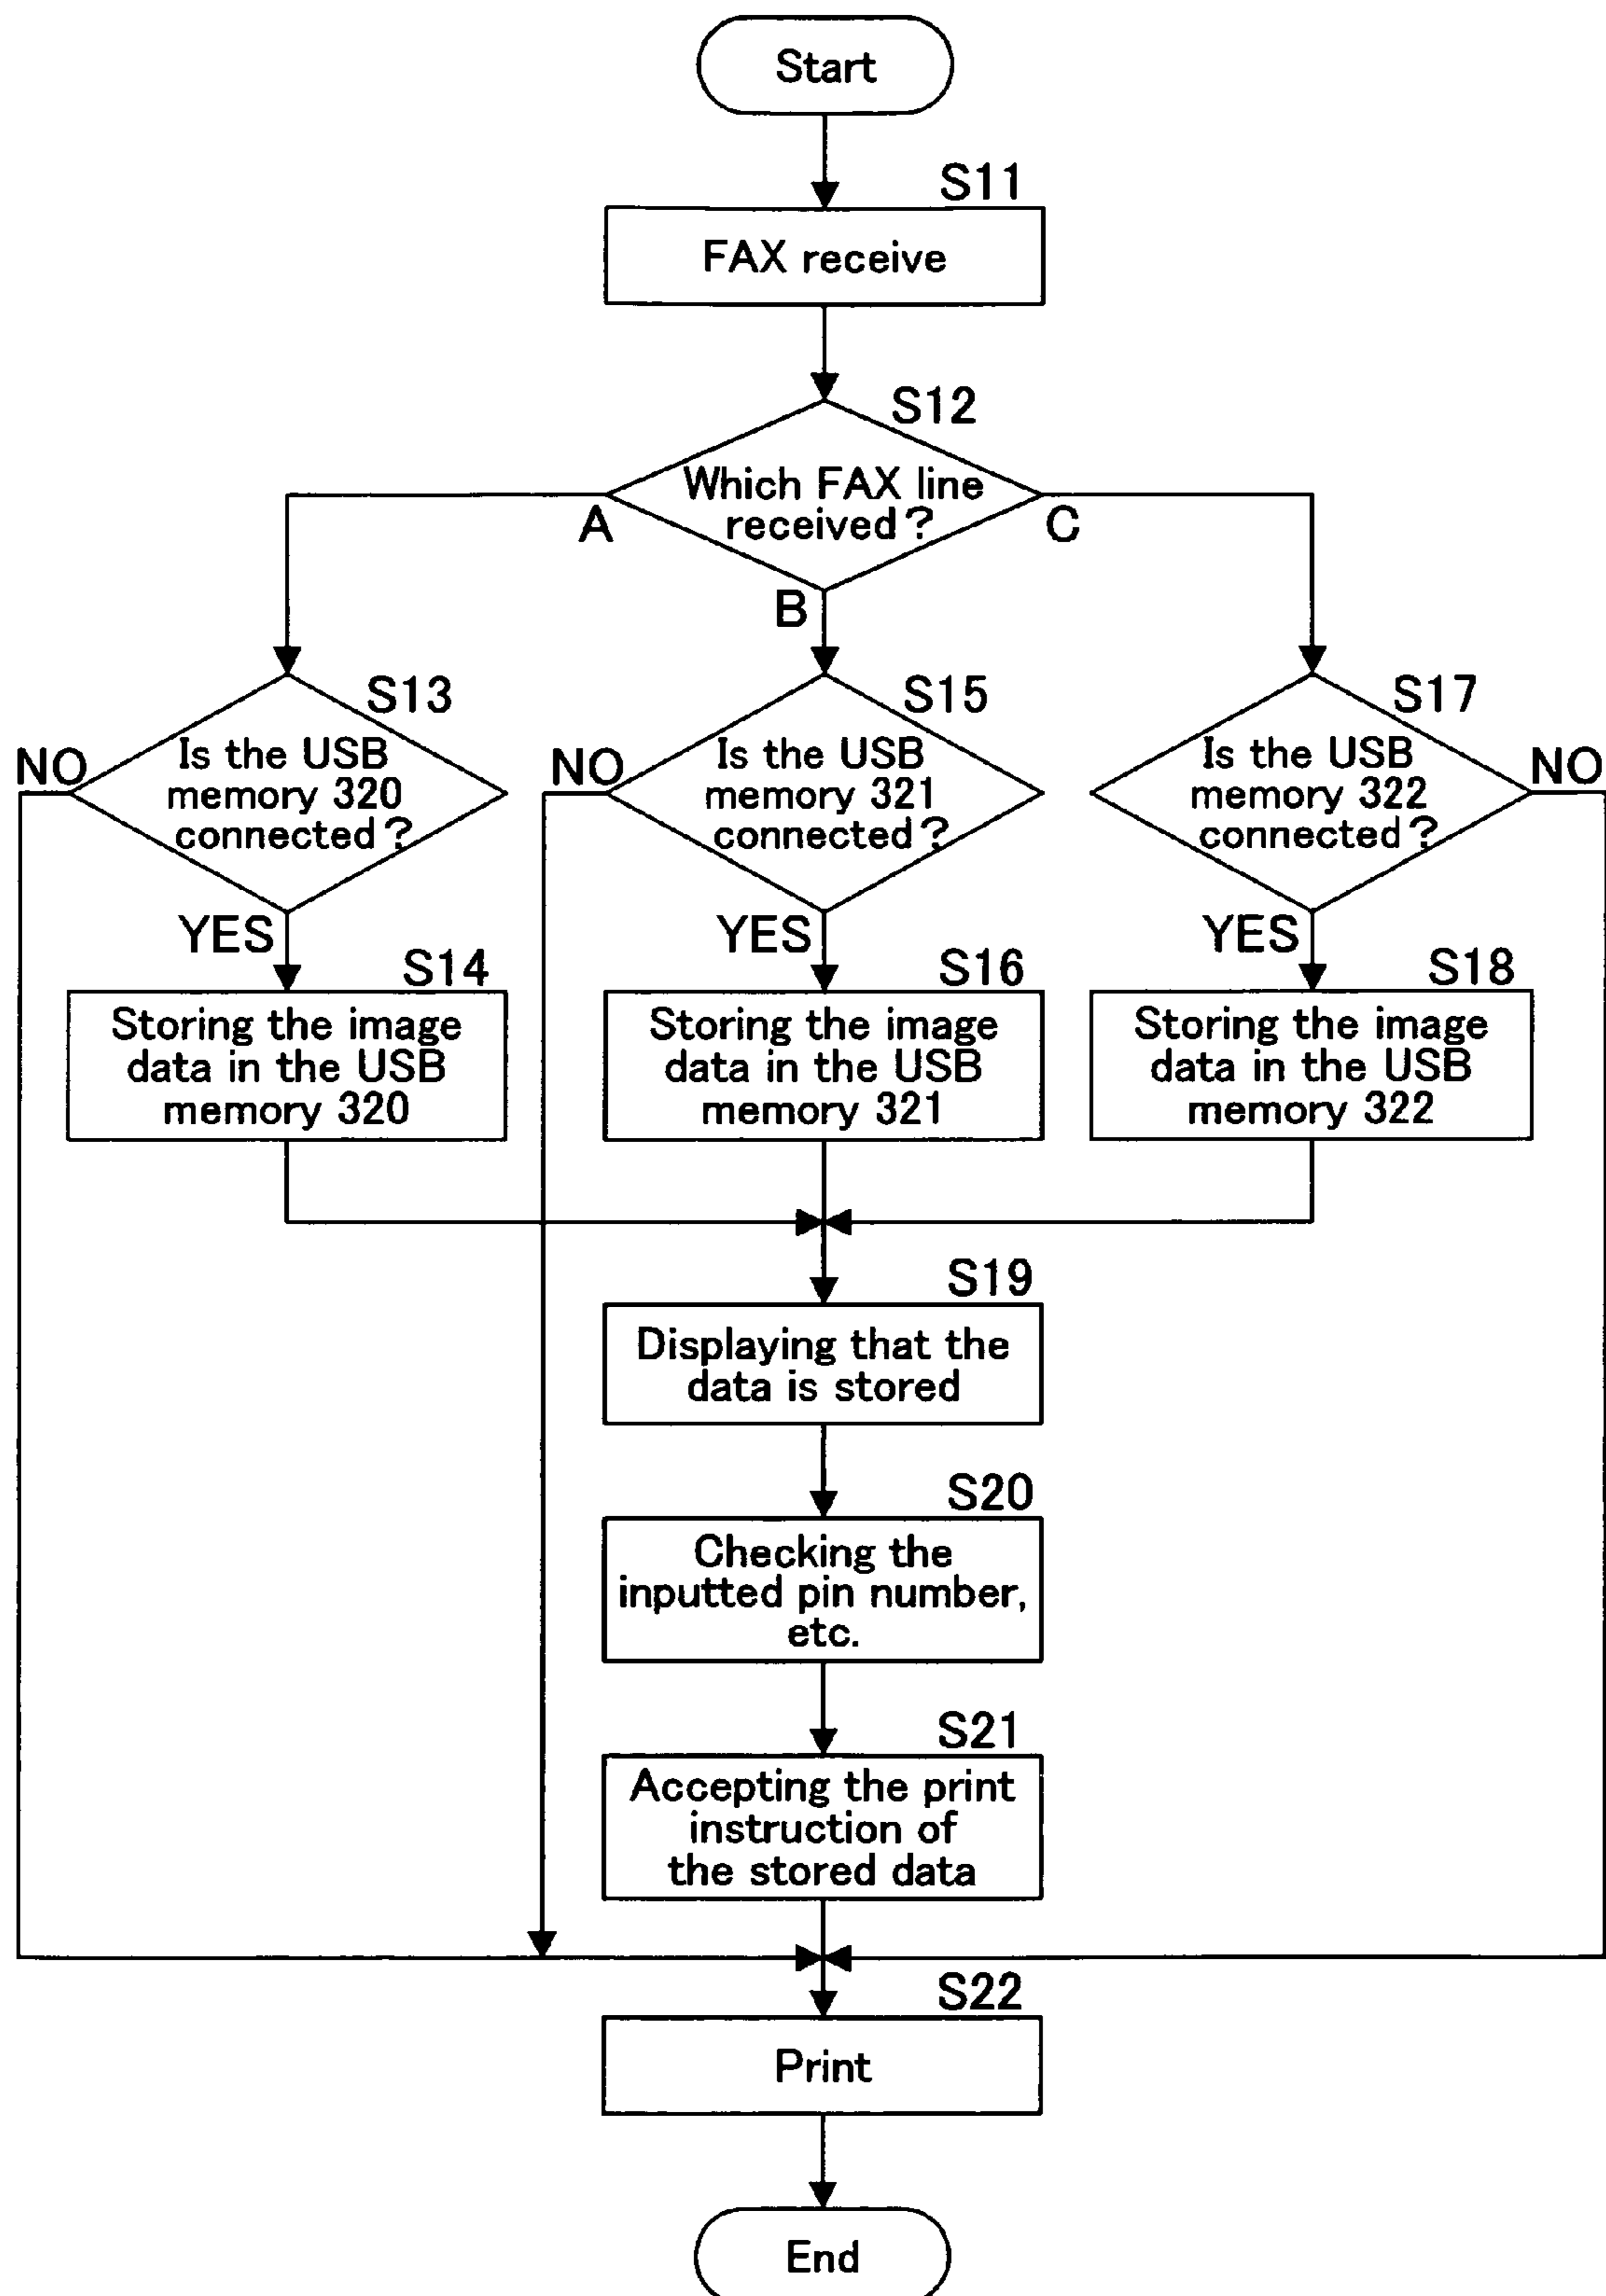 Start
S11
FAX receive
S12
Which FAX line
received?
A
B
C
S13
Is the USB
memory 320
connected?
NO
YES
S15
Is the USB
memory 321
connected?
NO
YES
S17
Is the USB
memory 322
connected?
NO
YES
S14
Storing the image
data in the USB
memory 320
S16
Storing the image
data in the USB
memory 321
S18
Storing the image
data in the USB
memory 322
S19
Displaying that the
data is stored
S20
Checking the
inputted pin number,
etc.
S21
Accepting the print
instruction of
the stored data
S22
Print
End